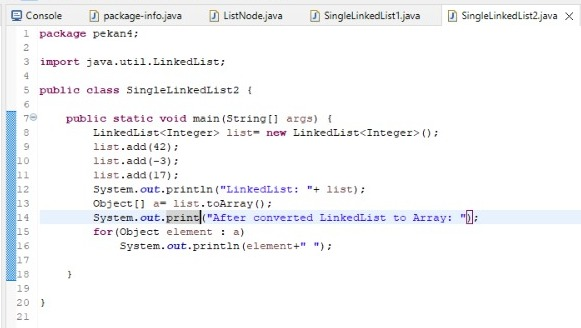 Console package-info.java ListNode.java SingleLinkedList1.java SingleLinkedList2.java
1 package pekan4;
2
3 import java.util.LinkedList;
4
5 public class SingleLinkedList2 {
6
7 public static void main(String[] args) {
8 LinkedList<Integer> list= new LinkedList<Integer>();
9 list.add(42);
10 list.add(-3);
11 list.add(17);
12 System.out.println("LinkedList: "+ list);
13 Object[] a= list.toArray();
14 System.out.print("After converted LinkedList to Array: ");
15 for(Object element : a)
16 System.out.println(element+" ");
17
18 }
19
20 }
21